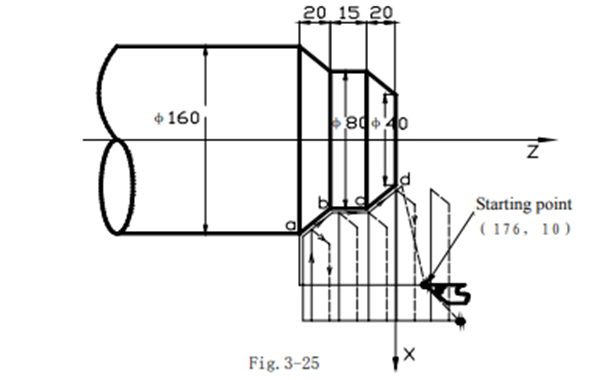 20 15 20
φ160
φ80
φ40
Z
a
b
c
d
Starting point
(176, 10)
X
Fig.3-25